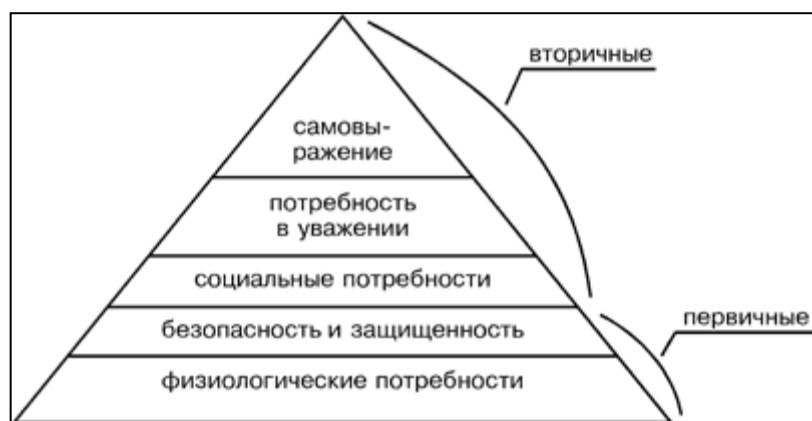 вторичные
самовы-
ражение
потребность
в уважении
социальные потребности
безопасность и защищенность
первичные
физиологические потребности